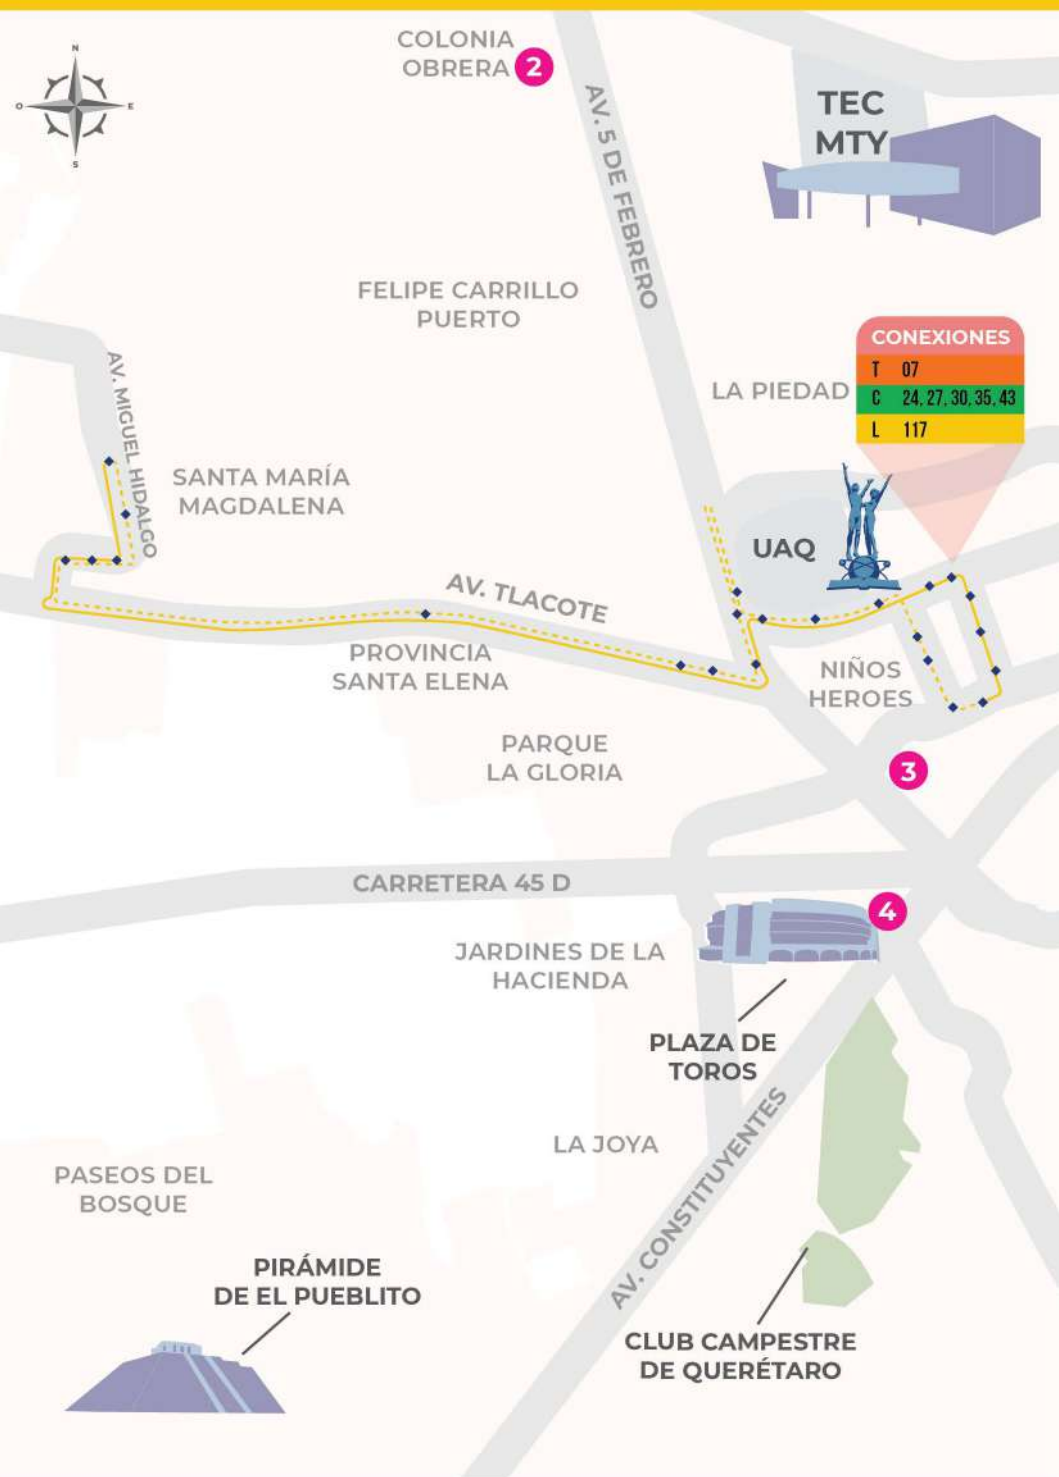 N
O
E
S
COLONIA
OBRERA 2
AV. 5 DE FEBRERO
TEC
MTY
FELIPE CARRILLO
PUERTO
CONEXIONES
T 07
C 24, 27, 30, 35, 43
L 117
LA PIEDAD
AV. MIGUEL HIDALGO
SANTA MARÍA
MAGDALENA
UAQ
AV. TLACOTE
PROVINCIA
SANTA ELENA
NIÑOS
HEROES
PARQUE
LA GLORIA
3
CARRETERA 45 D
4
JARDINES DE LA
HACIENDA
PLAZA DE
TOROS
LA JOYA
AV. CONSTITUYENTES
PASEOS DEL
BOSQUE
PIRÁMIDE
DE EL PUEBLITO
CLUB CAMPESTRE
DE QUERÉTARO